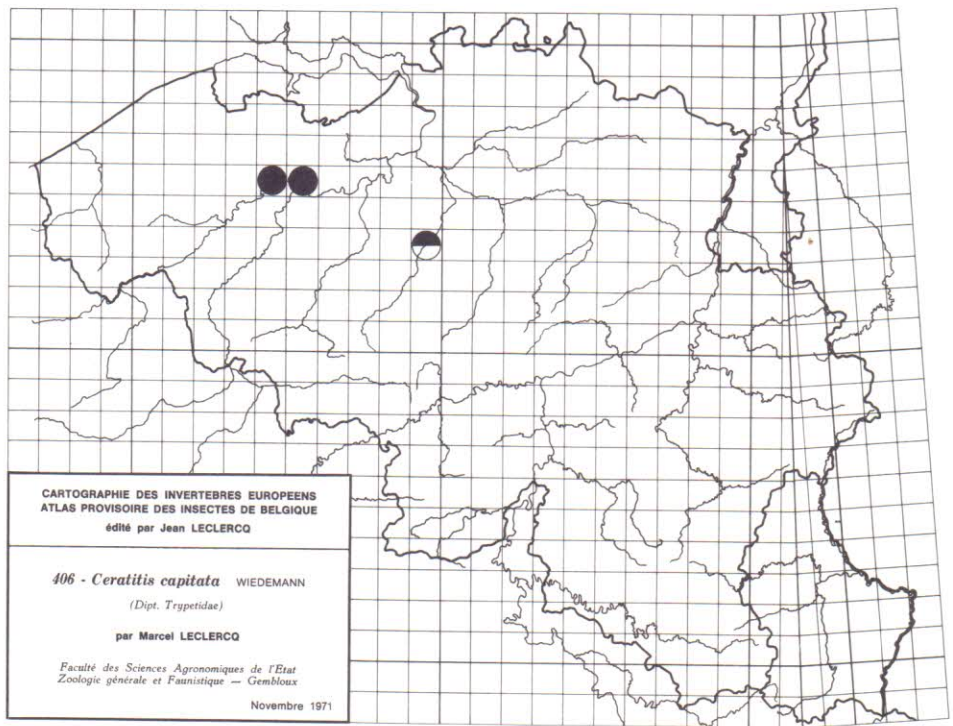 CARTOGRAPHIE DES INVERTEBRES EUROPEENS
ATLAS PROVISOIRE DES INSECTES DE BELGIQUE
édité par Jean LECLERCQ
406 - Ceratitis capitata WIEDEMANN
(Dipt. Trypetidae)
par Marcel LECLERCQ
Faculté des Sciences Agronomiques de l'Etat
Zoologie générale et Faunistique — Gembloux
Novembre 1971